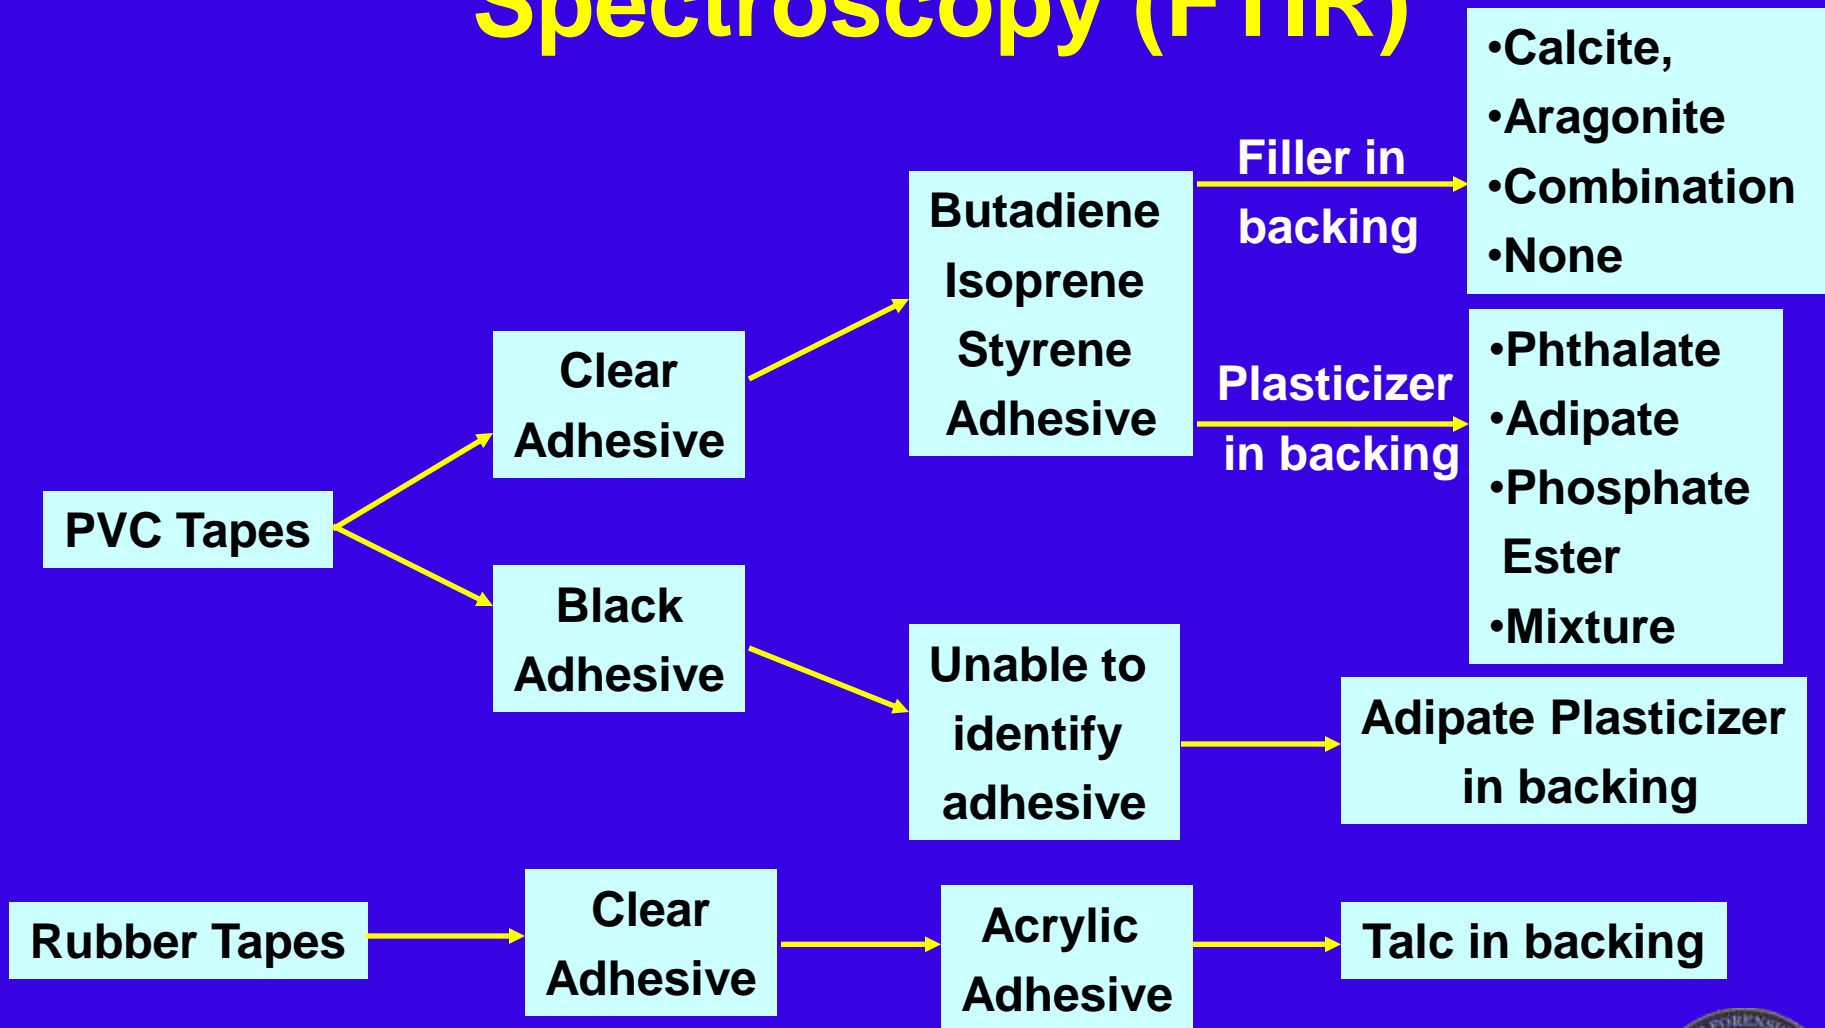 Spectroscopy (FTIR)
•Calcite,
•Aragonite
•Combination
•None
Filler in
backing
Butadiene
Isoprene
Styrene
Adhesive
Plasticizer
in backing
•Phthalate
•Adipate
•Phosphate
Ester
•Mixture
Clear
Adhesive
PVC Tapes
Black
Adhesive
Unable to
identify
adhesive
Adipate Plasticizer
in backing
Rubber Tapes
Clear
Adhesive
Acrylic
Adhesive
Talc in backing